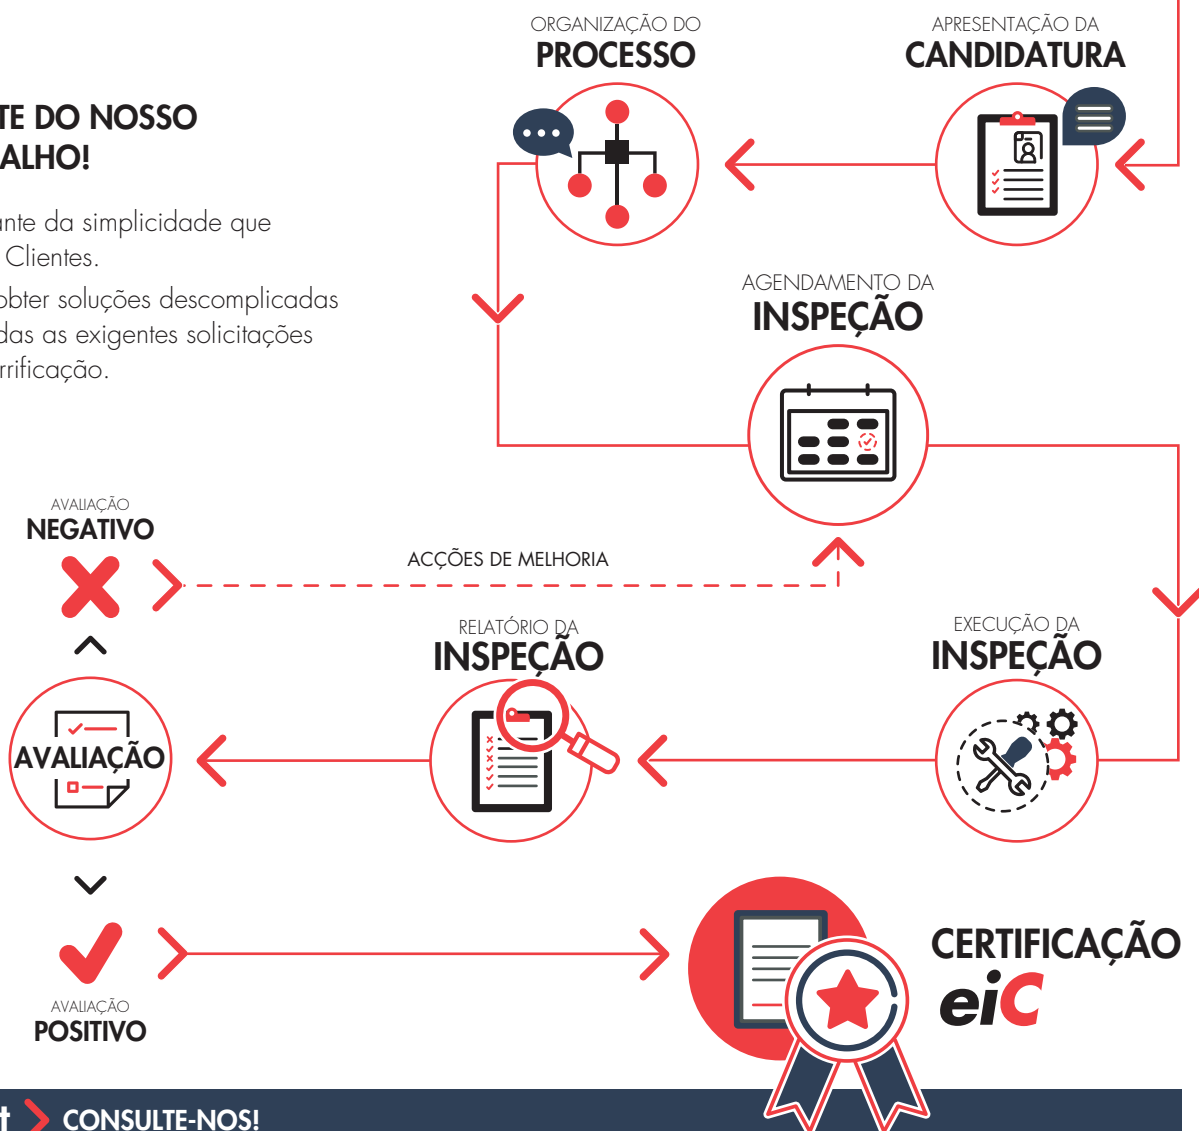 ORGANIZAÇÃO DO
PROCESSO
APRESENTAÇÃO DA
CANDIDATURA
TE DO NOSSO
ALHO!
ante da simplicidade que
Clientes.
obter soluções descomplicadas
das as exigentes solicitações
rrificação.
AGENDAMENTO DA
INSPEÇÃO
AVALIAÇÃO
NEGATIVO
ACÇÕES DE MELHORIA
RELATÓRIO DA
INSPEÇÃO
EXECUÇÃO DA
INSPEÇÃO
AVALIAÇÃO
AVALIAÇÃO
POSITIVO
CERTIFICAÇÃO
eiC
t CONSULTE-NOS!